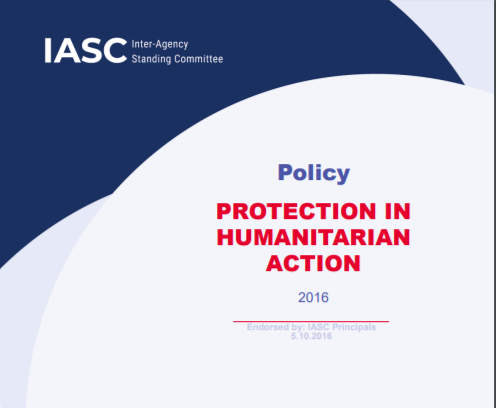 IASC Inter-Agency
Standing Committee
Policy
PROTECTION IN
HUMANITARIAN
ACTION
2016
Endorsed by: IASC Principals
5.10.2016